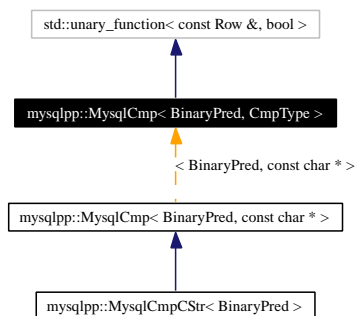 std::unary_function< const Row &, bool >
mysqlpp::MysqlCmp< BinaryPred, CmpType >
< BinaryPred, const char * >
mysqlpp::MysqlCmp< BinaryPred, const char * >
mysqlpp::MysqlCmpCStr< BinaryPred >